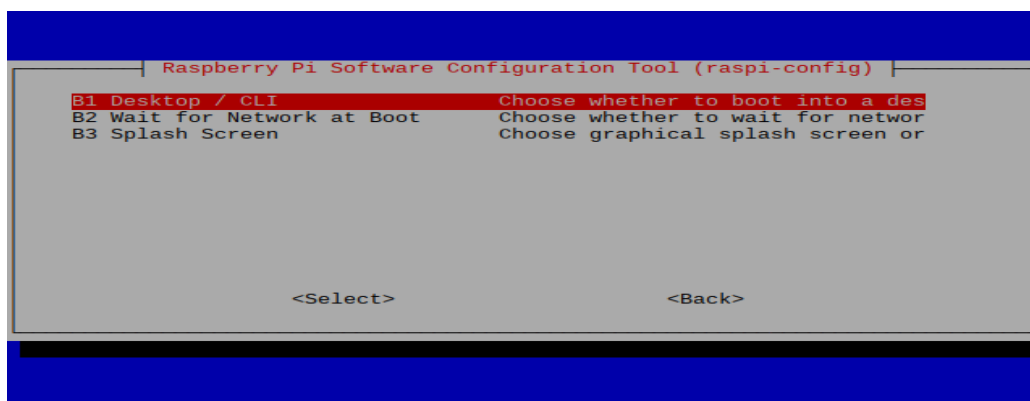 Raspberry Pi Software Configuration Tool (raspi-config)
B1 Desktop / CLI Choose whether to boot into a des
B2 Wait for Network at Boot Choose whether to wait for networ
B3 Splash Screen Choose graphical splash screen or
<Select> <Back>